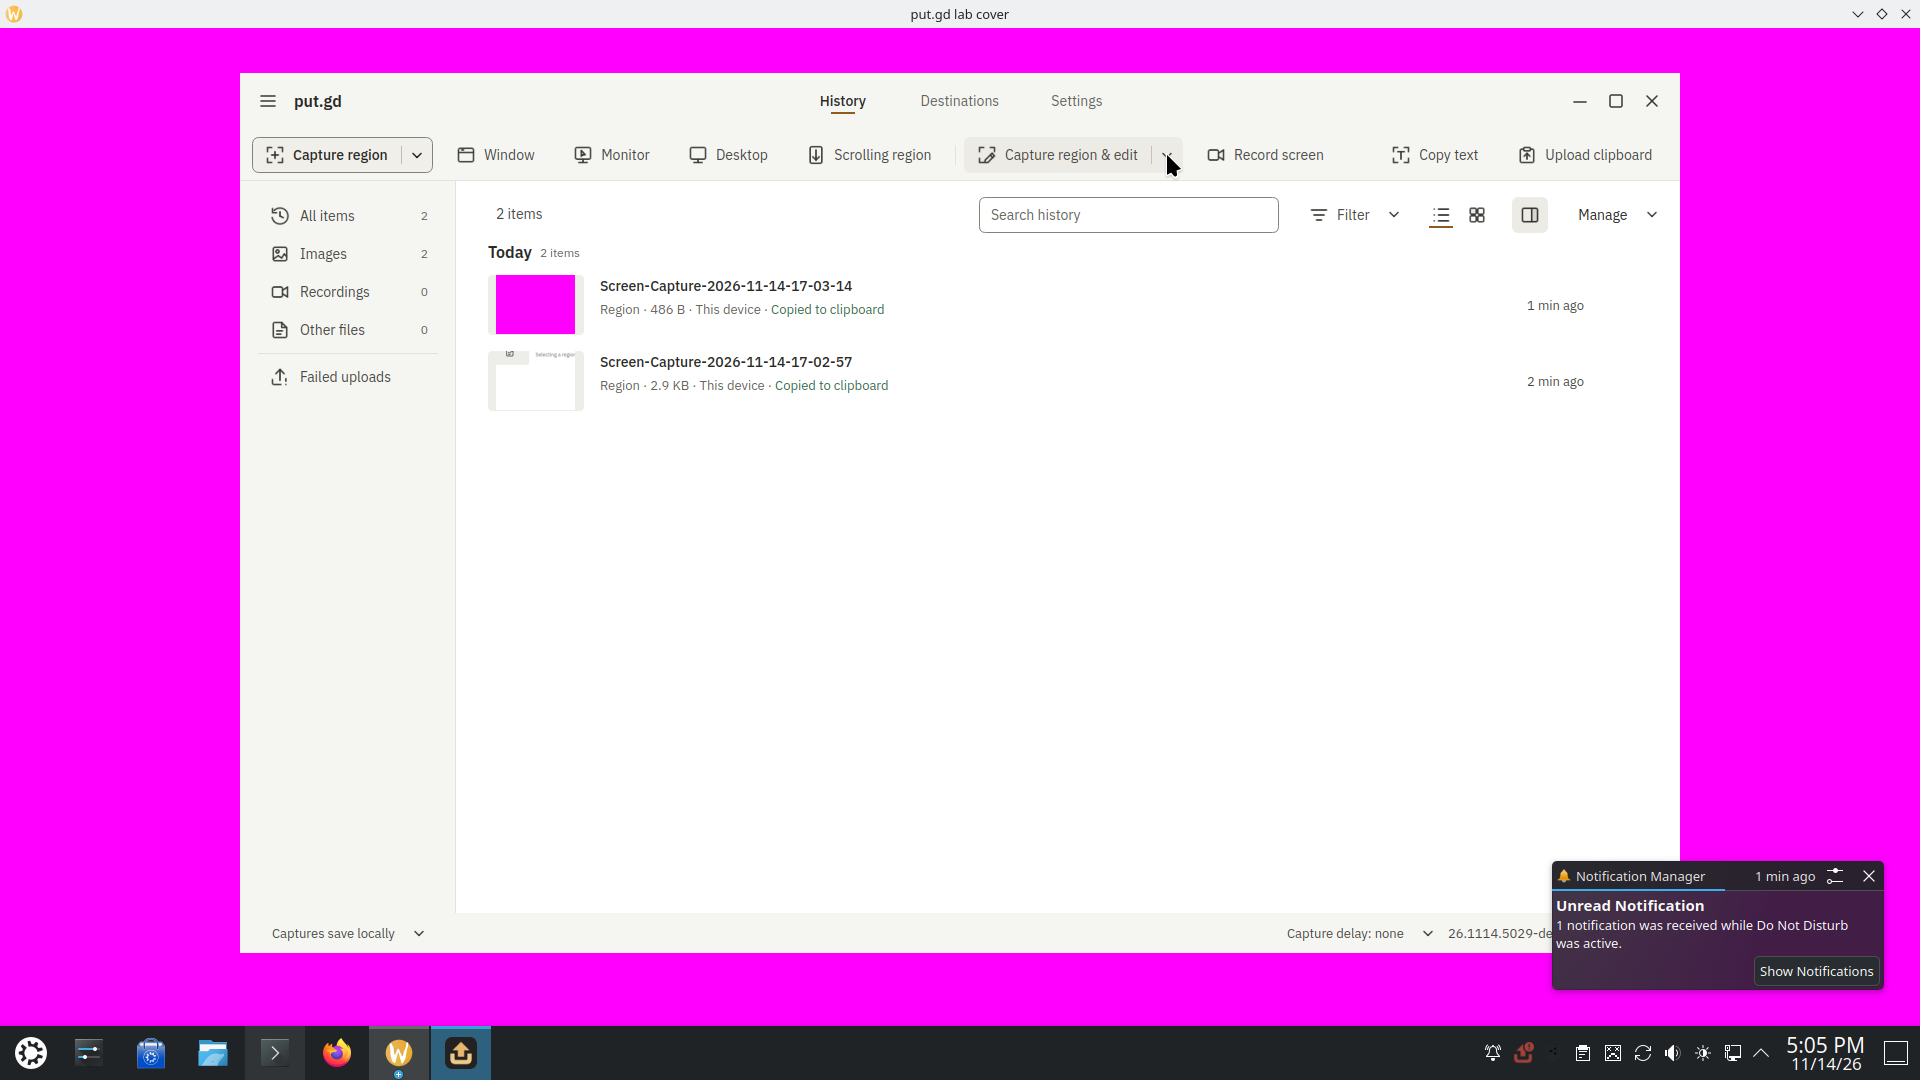 put.gd lab cover
put.gd
History
Destinations
Settings
Capture region
Window
Monitor
Desktop
Scrolling region
Capture region & edit
Record screen
Copy text
Upload clipboard
All items 2
Images 2
Recordings 0
Other files 0
Failed uploads
2 items
Search history
Filter
Manage
Today 2 items
Screen-Capture-2026-11-14-17-03-14
Region · 486 B · This device · Copied to clipboard
1 min ago
Selecting a region
Screen-Capture-2026-11-14-17-02-57
Region · 2.9 KB · This device · Copied to clipboard
2 min ago
Captures save locally
Capture delay: none
26.1114.5029-de
Notification Manager
1 min ago
Unread Notification
1 notification was received while Do Not Disturb
was active.
Show Notifications
5:05 PM
11/14/26